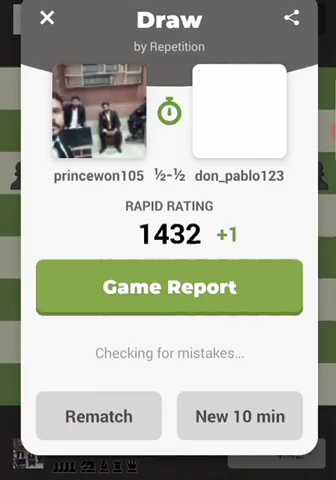 Draw
by Repetition
princewon105 ½-½ don_pablo123
RAPID RATING
1432 +1
Game Report
Checking for mistakes...
Rematch
New 10 min